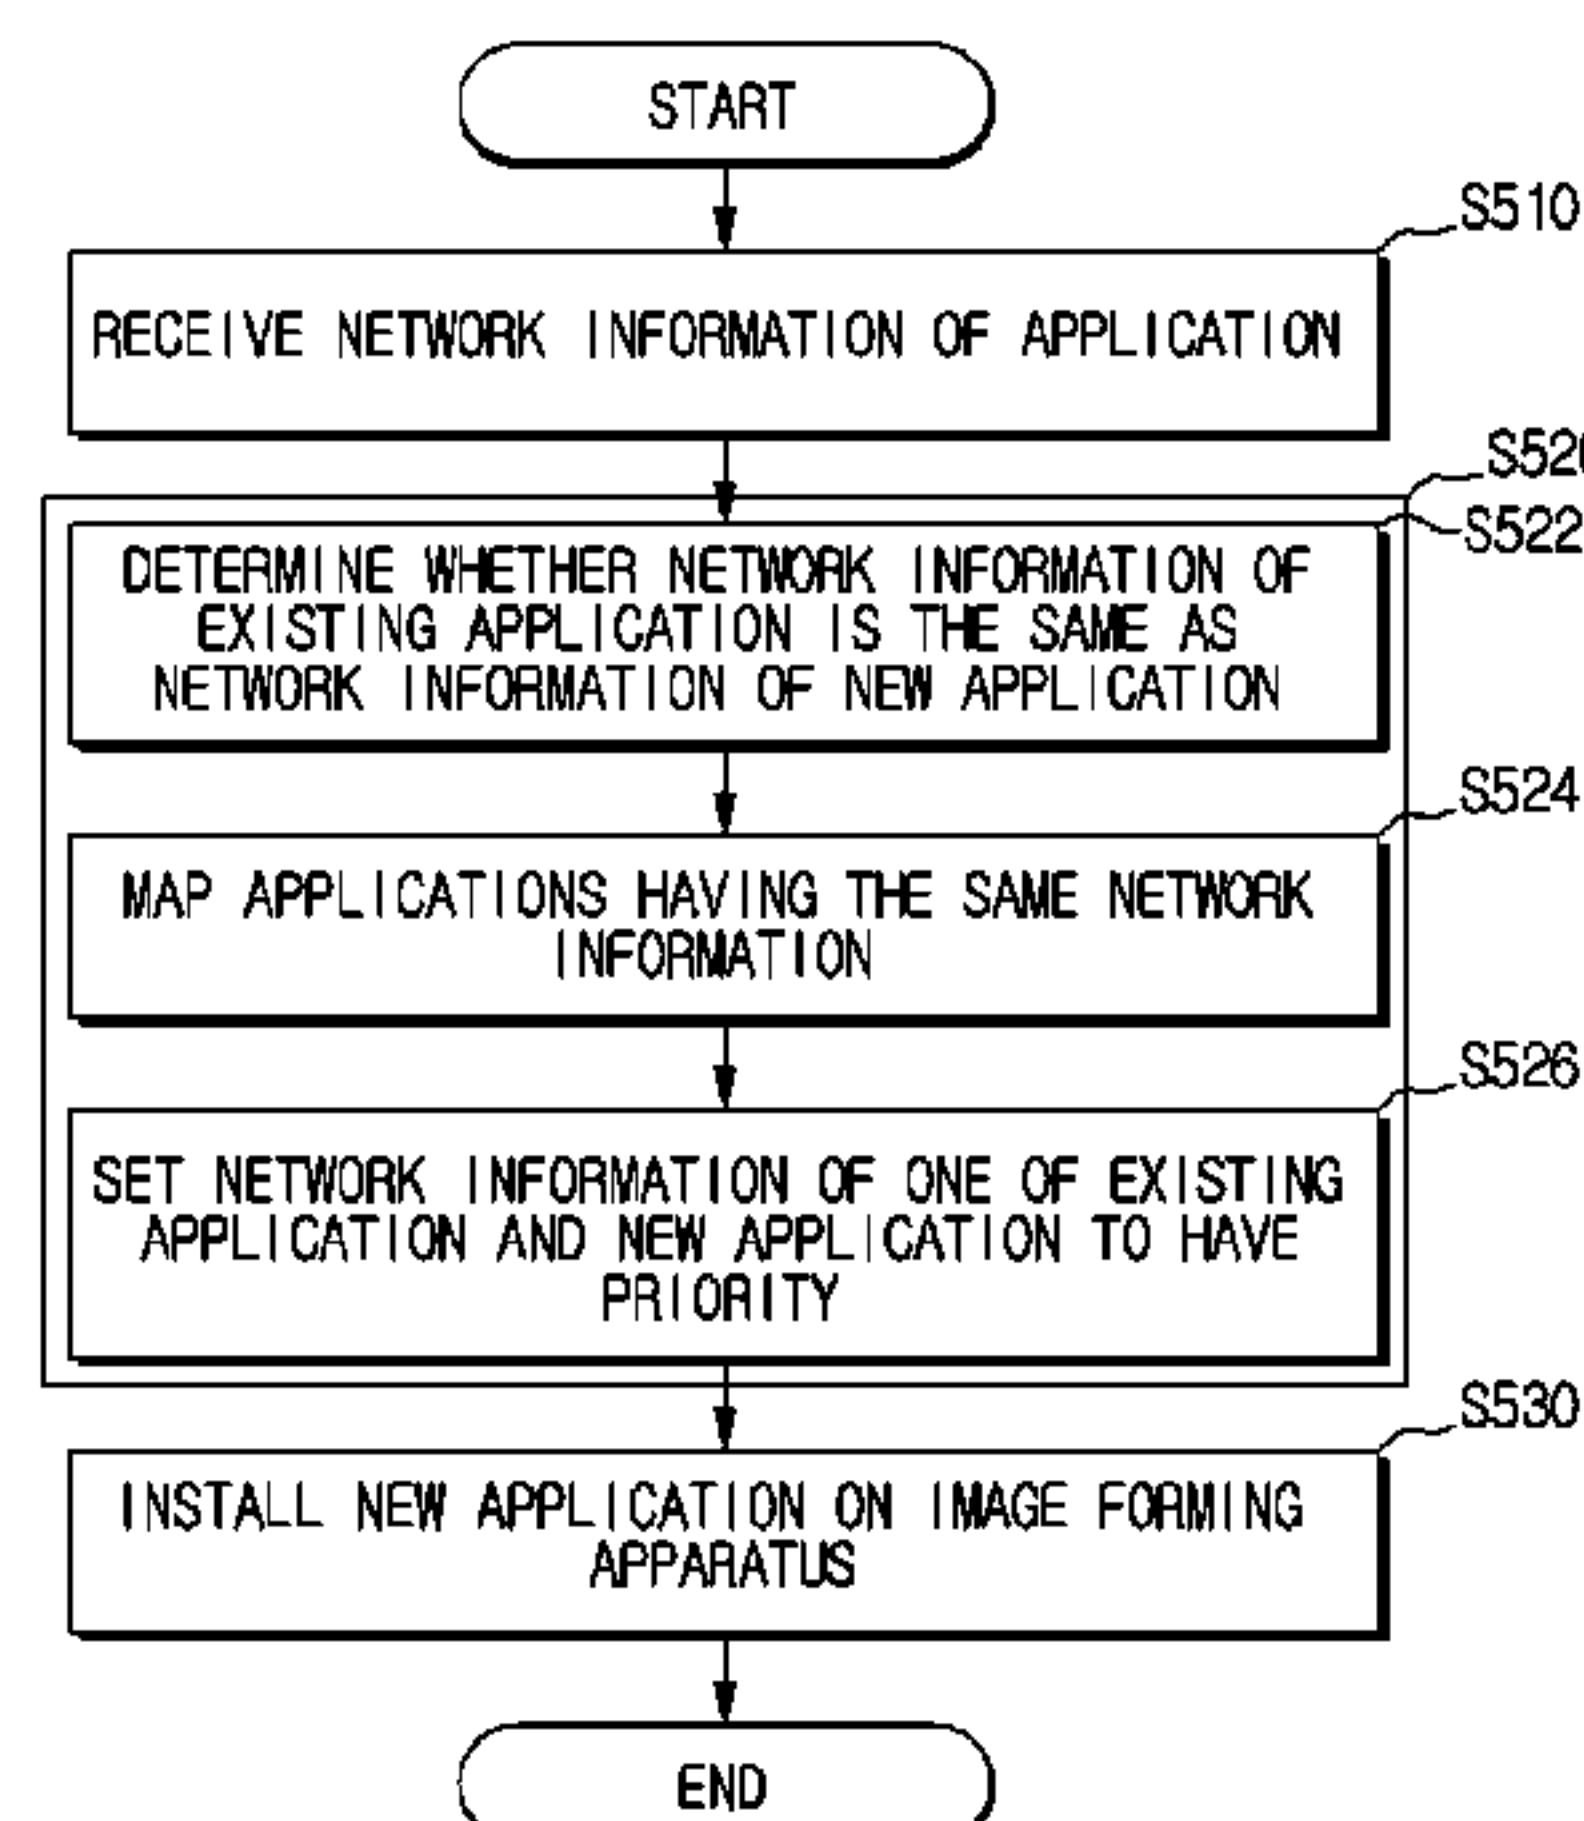 START
S510
RECEIVE NETWORK INFORMATION OF APPLICATION
S520
S522
DETERMINE WHETHER NETWORK INFORMATION OF
EXISTING APPLICATION IS THE SAME AS
NETWORK INFORMATION OF NEW APPLICATION
S524
MAP APPLICATIONS HAVING THE SAME NETWORK
INFORMATION
S526
SET NETWORK INFORMATION OF ONE OF EXISTING
APPLICATION AND NEW APPLICATION TO HAVE
PRIORITY
S530
INSTALL NEW APPLICATION ON IMAGE FORMING
APPARATUS
END